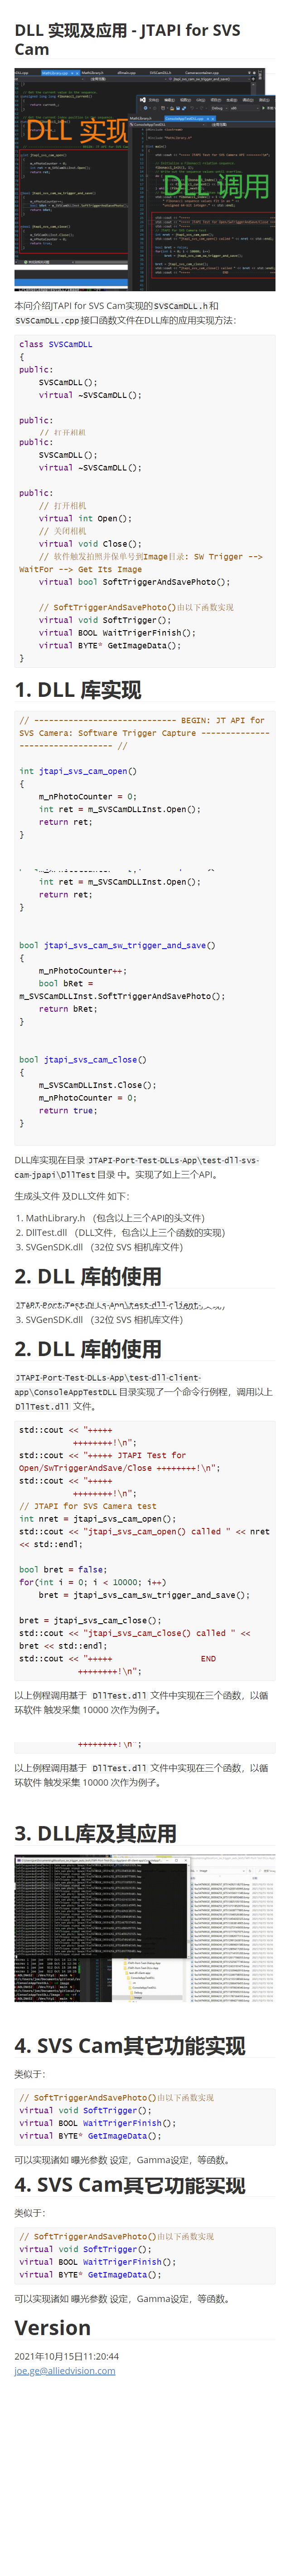 DLL 实现及应用 - JTAPI for SVS
Cam
DLL 实现
DLL 调用
本问介绍JTAPI for SVS Cam实现的SVSCamDLL.h和
SVSCamDLL.cpp接口函数文件在DLL库的应用实现方法：
class SVSCamDLL
{
public:
SVSCamDLL();
virtual ~SVSCamDLL();
public:
// 打开相机
public:
SVSCamDLL();
virtual ~SVSCamDLL();
public:
// 打开相机
virtual int Open();
// 关闭相机
virtual void Close();
// 软件触发拍照并保单号到Image目录: SW Trigger -->
WaitFor --> Get Its Image
virtual bool SoftTriggerAndSavePhoto();
// SoftTriggerAndSavePhoto()由以下函数实现
virtual void SoftTrigger();
virtual BOOL WaitTrigerFinish();
virtual BYTE* GetImageData();
}
1. DLL 库实现
// ----------------------------- BEGIN: JT API for
SVS Camera: Software Trigger Capture --------------
------------------- //
int jtapi_svs_cam_open()
{
m_nPhotoCounter = 0;
int ret = m_SVSCamDLLInst.Open();
return ret;
}
int ret = m_SVSCamDLLInst.Open();
return ret;
}
bool jtapi_svs_cam_sw_trigger_and_save()
{
m_nPhotoCounter++;
bool bRet =
m_SVSCamDLLInst.SoftTriggerAndSavePhoto();
return bRet;
}
bool jtapi_svs_cam_close()
{
m_SVSCamDLLInst.Close();
m_nPhotoCounter = 0;
return true;
}
DLL库实现在目录 JTAPI-Port-Test-DLLs-App\test-dll-svs-
cam-jpapi\DllTest目录 中。实现了如上三个API。
生成头文件 及DLL文件 如下：
1. MathLibrary.h （包含以上三个API的头文件）
2. DllTest.dll （DLL文件，包含以上三个函数的实现）
3. SVGenSDK.dll （32位 SVS 相机库文件）
2. DLL 库的使用
JTAPI-Port-Test-DLLs-App\test-dll-client-
3. SVGenSDK.dll （32位 SVS 相机库文件）
2. DLL 库的使用
JTAPI-Port-Test-DLLs-App\test-dll-client-
app\ConsoleAppTestDLL目录实现了一个命令行例程，调用以上
DllTest.dll 文件。
std::cout << "+++++
++++++++!\n";
std::cout << "+++++ JTAPI Test for
Open/SwTriggerAndSave/Close ++++++++!\n";
std::cout << "+++++
++++++++!\n";
// JTAPI for SVS Camera test
int nret = jtapi_svs_cam_open();
std::cout << "jtapi_svs_cam_open() called " << nret
<< std::endl;
bool bret = false;
for(int i = 0; i < 10000; i++)
bret = jtapi_svs_cam_sw_trigger_and_save();
bret = jtapi_svs_cam_close();
std::cout << "jtapi_svs_cam_close() called " <<
bret << std::endl;
std::cout << "+++++ END
++++++++!\n";
以上例程调用基于 DllTest.dll 文件中实现在三个函数，以循
环软件 触发采集 10000 次作为例子。
++++++++!\n";
以上例程调用基于 DllTest.dll 文件中实现在三个函数，以循
环软件 触发采集 10000 次作为例子。
3. DLL库及其应用
4. SVS Cam其它功能实现
类似于：
// SoftTriggerAndSavePhoto()由以下函数实现
virtual void SoftTrigger();
virtual BOOL WaitTrigerFinish();
virtual BYTE* GetImageData();
可以实现诸如 曝光参数 设定，Gamma设定，等函数。
4. SVS Cam其它功能实现
类似于：
// SoftTriggerAndSavePhoto()由以下函数实现
virtual void SoftTrigger();
virtual BOOL WaitTrigerFinish();
virtual BYTE* GetImageData();
可以实现诸如 曝光参数 设定，Gamma设定，等函数。
Version
2021年10月15日11:20:44
joe.ge@alliedvision.com